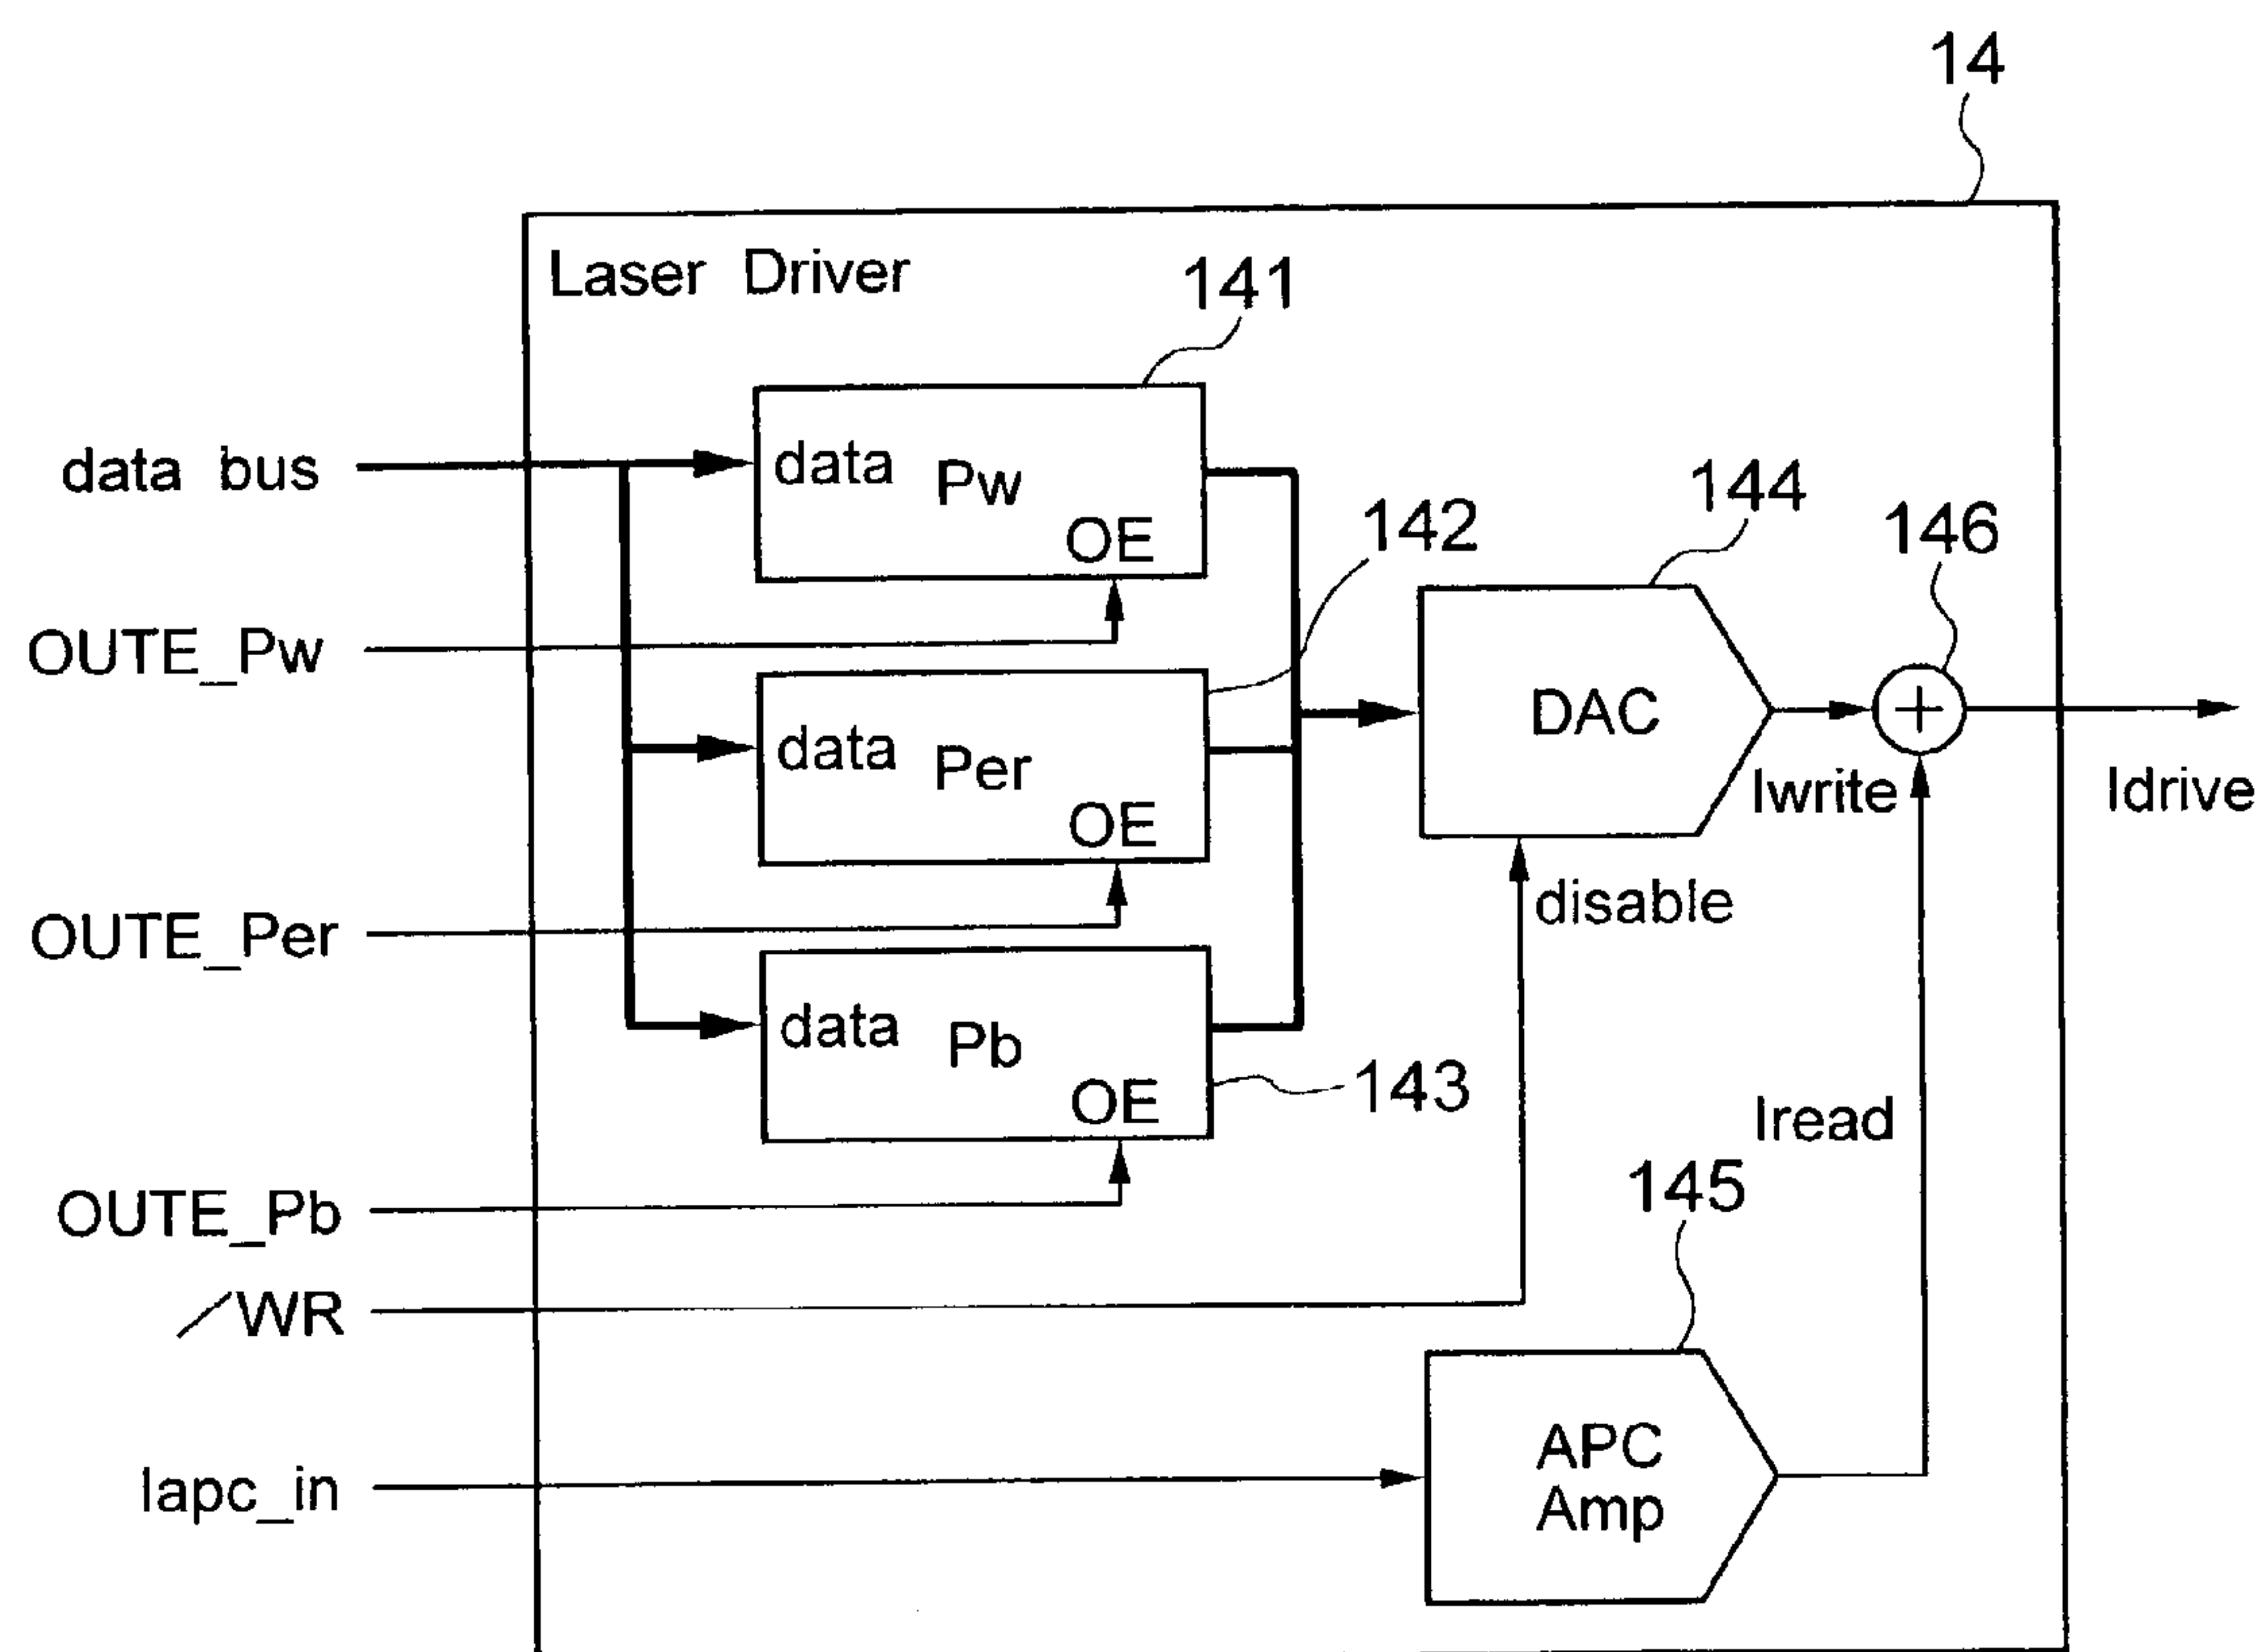 14
Laser Driver
141
data bus
data Pw
OE
142
144
146
OUTE_Pw
data Per
OE
DAC
Iwrite
Idrive
disable
OUTE_Per
data Pb
OE
143
Iread
145
OUTE_Pb
/WR
APC
Amp
Iapc_in